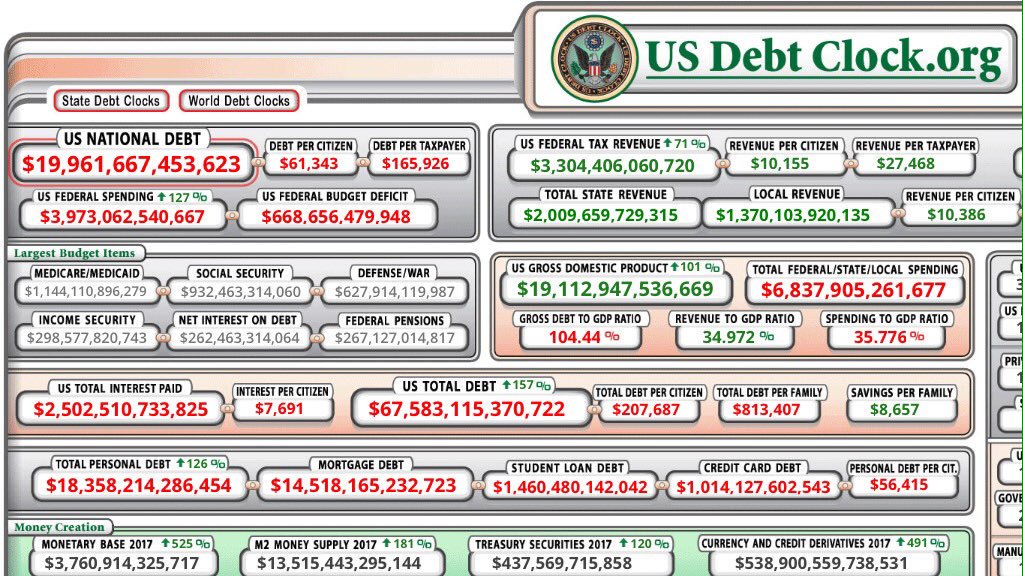 US Debt Clock.org
State Debt Clocks World Debt Clocks
US NATIONAL DEBT
$19,961,667,453,623
DEBT PER CITIZEN
$61,343
DEBT PER TAXPAYER
$165,926
US FEDERAL SPENDING 127 %
$3,973,062,540,667
US FEDERAL BUDGET DEFICIT
$668,656,479,948
US FEDERAL TAX REVENUE 71 %
$3,304,406,060,720
REVENUE PER CITIZEN
$10,155
REVENUE PER TAXPAYER
$27,468
TOTAL STATE REVENUE
$2,009,659,729,315
LOCAL REVENUE
$1,370,103,920,135
REVENUE PER CITIZEN
$10,386
Largest Budget Items
MEDICARE/MEDICAID
$1,144,110,896,279
SOCIAL SECURITY
$932,463,314,060
DEFENSE/WAR
$627,914,119,987
INCOME SECURITY
$298,577,820,743
NET INTEREST ON DEBT
$262,463,314,064
FEDERAL PENSIONS
$267,127,014,817
US GROSS DOMESTIC PRODUCT 101 %
$19,112,947,536,669
TOTAL FEDERAL/STATE/LOCAL SPENDING
$6,837,905,261,677
GROSS DEBT TO GDP RATIO
104.44 %
REVENUE TO GDP RATIO
34.972 %
SPENDING TO GDP RATIO
35.776 %
US TOTAL INTEREST PAID
$2,502,510,733,825
INTEREST PER CITIZEN
$7,691
US TOTAL DEBT 157 %
$67,583,115,370,722
TOTAL DEBT PER CITIZEN
$207,687
TOTAL DEBT PER FAMILY
$813,407
SAVINGS PER FAMILY
$8,657
TOTAL PERSONAL DEBT 126 %
$18,358,214,286,454
MORTGAGE DEBT
$14,518,165,232,723
STUDENT LOAN DEBT
$1,460,480,142,042
CREDIT CARD DEBT
$1,014,127,602,543
PERSONAL DEBT PER CIT.
$56,415
Money Creation
MONETARY BASE 2017 525 %
$3,760,914,325,717
M2 MONEY SUPPLY 2017 181 %
$13,515,443,295,144
TREASURY SECURITIES 2017 120 %
$437,569,715,858
CURRENCY AND CREDIT DERIVATIVES 2017 491 %
$538,900,559,738,531